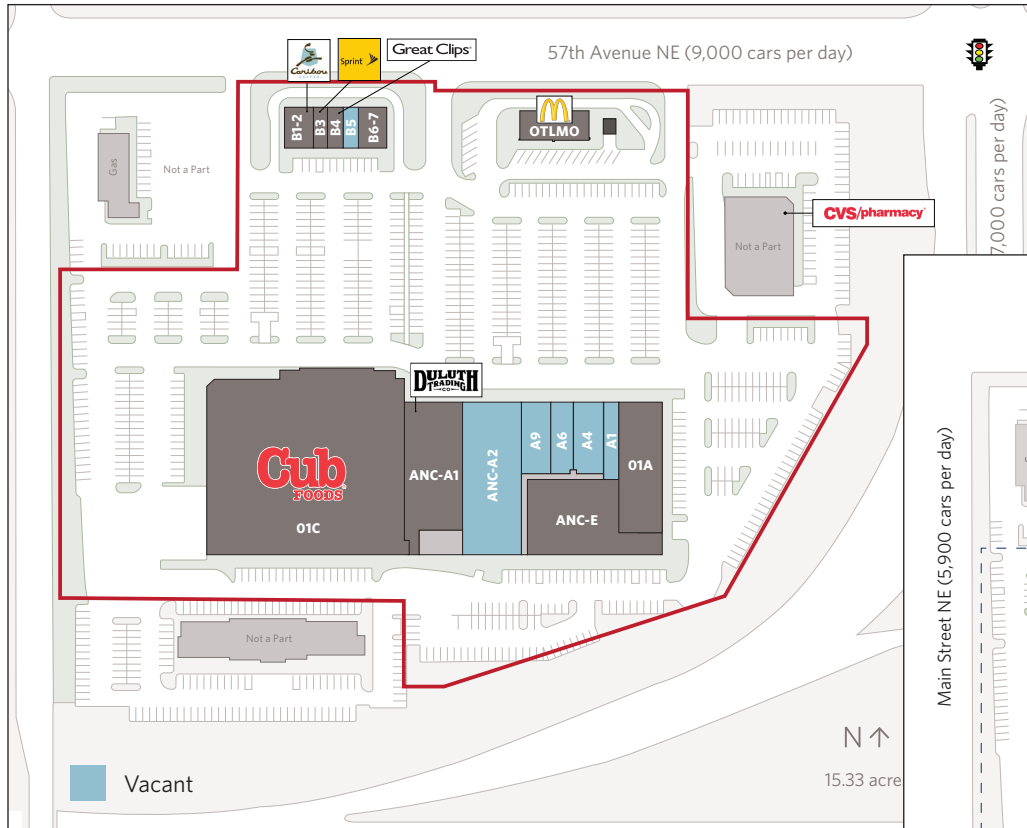 57th Avenue NE (9,000 cars per day)
Caribou
COFFEE
Sprint
Great Clips®
B1-2
B3
B4
B5
B6-7
OTLMO
Gas
Not a Part
Not a Part
CVS/pharmacy®
7,000 cars per day)
DULUTH
TRADING
CO
Cub
FOODS
01C
ANC-A1
ANC-A2
A9
A6
A4
A1
01A
ANC-E
Main Street NE (5,900 cars per day)
Not a Part
N ↑
15.33 acre
Vacant